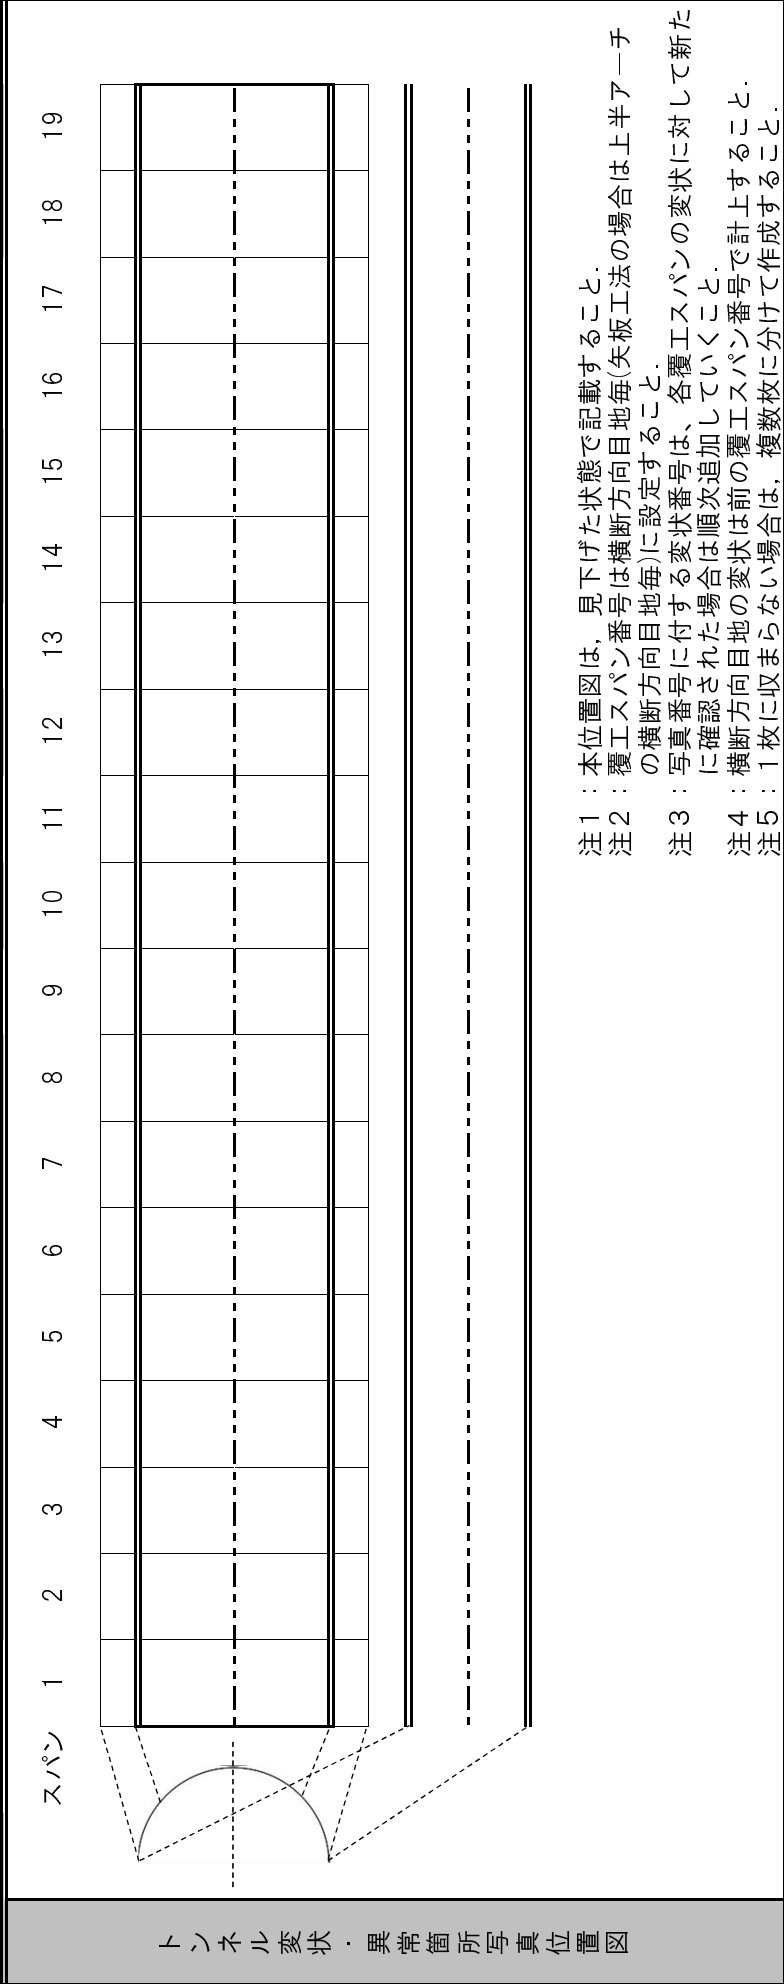 トンネル変状・異常箇所写真位置図
スパン 1 2 3 4 5 6 7 8 9 10 11 12 13 14 15 16 17 18 19
注１：本位置図は，見下げた状態で記載すること．
注２：覆工スパン番号は横断方向目地毎(矢板工法の場合は上半アーチ
の横断方向目地毎)に設定すること．
注３：写真番号に付する変状番号は、各覆工スパンの変状に対して新た
に確認された場合は順次追加していくこと．
注４：横断方向目地の変状は前の覆工スパン番号で計上すること．
注５：１枚に収まらない場合は，複数枚に分けて作成すること．